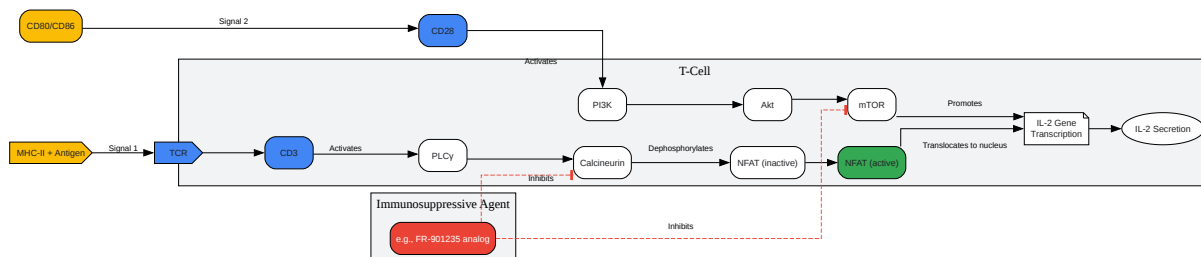 CD80/CD86
Signal 2
CD28
Activates
T-Cell
PI3K
Akt
mTOR
Promotes
IL-2 Gene
Transcription
IL-2 Secretion
MHC-II + Antigen
Signal 1
TCR
CD3
Activates
PLCγ
Calcineurin
Dephosphorylates
NFAT (inactive)
NFAT (active)
Translocates to nucleus
Inhibits
Immunosuppressive Agent
e.g., FR-901235 analog
Inhibits